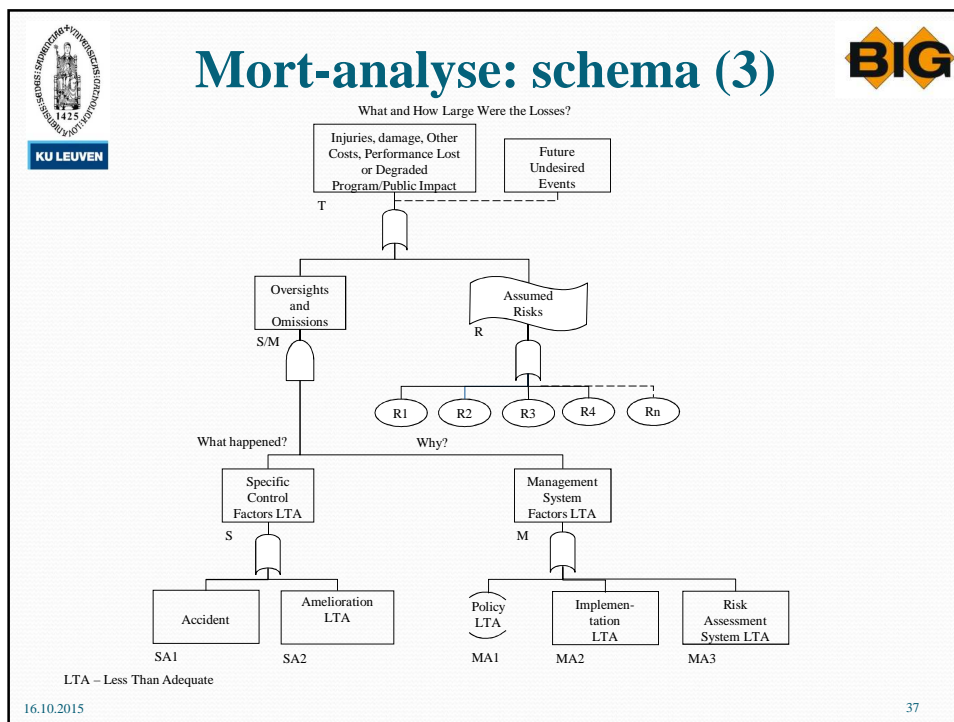 Mort-analyse: schema (3)
BIG
1425
KU LEUVEN
What and How Large Were the Losses?
Injuries, damage, Other
Costs, Performance Lost
or Degraded
Program/Public Impact
Future
Undesired
Events
T
Oversights
and
Omissions
Assumed
Risks
S/M
R
R1
R2
R3
R4
Rn
What happened?
Why?
Specific
Control
Factors LTA
Management
System
Factors LTA
S
M
Accident
Amelioration
LTA
Policy
LTA
Implemen-
tation
LTA
Risk
Assessment
System LTA
SA1
SA2
MA1
MA2
MA3
LTA – Less Than Adequate
16.10.2015
37